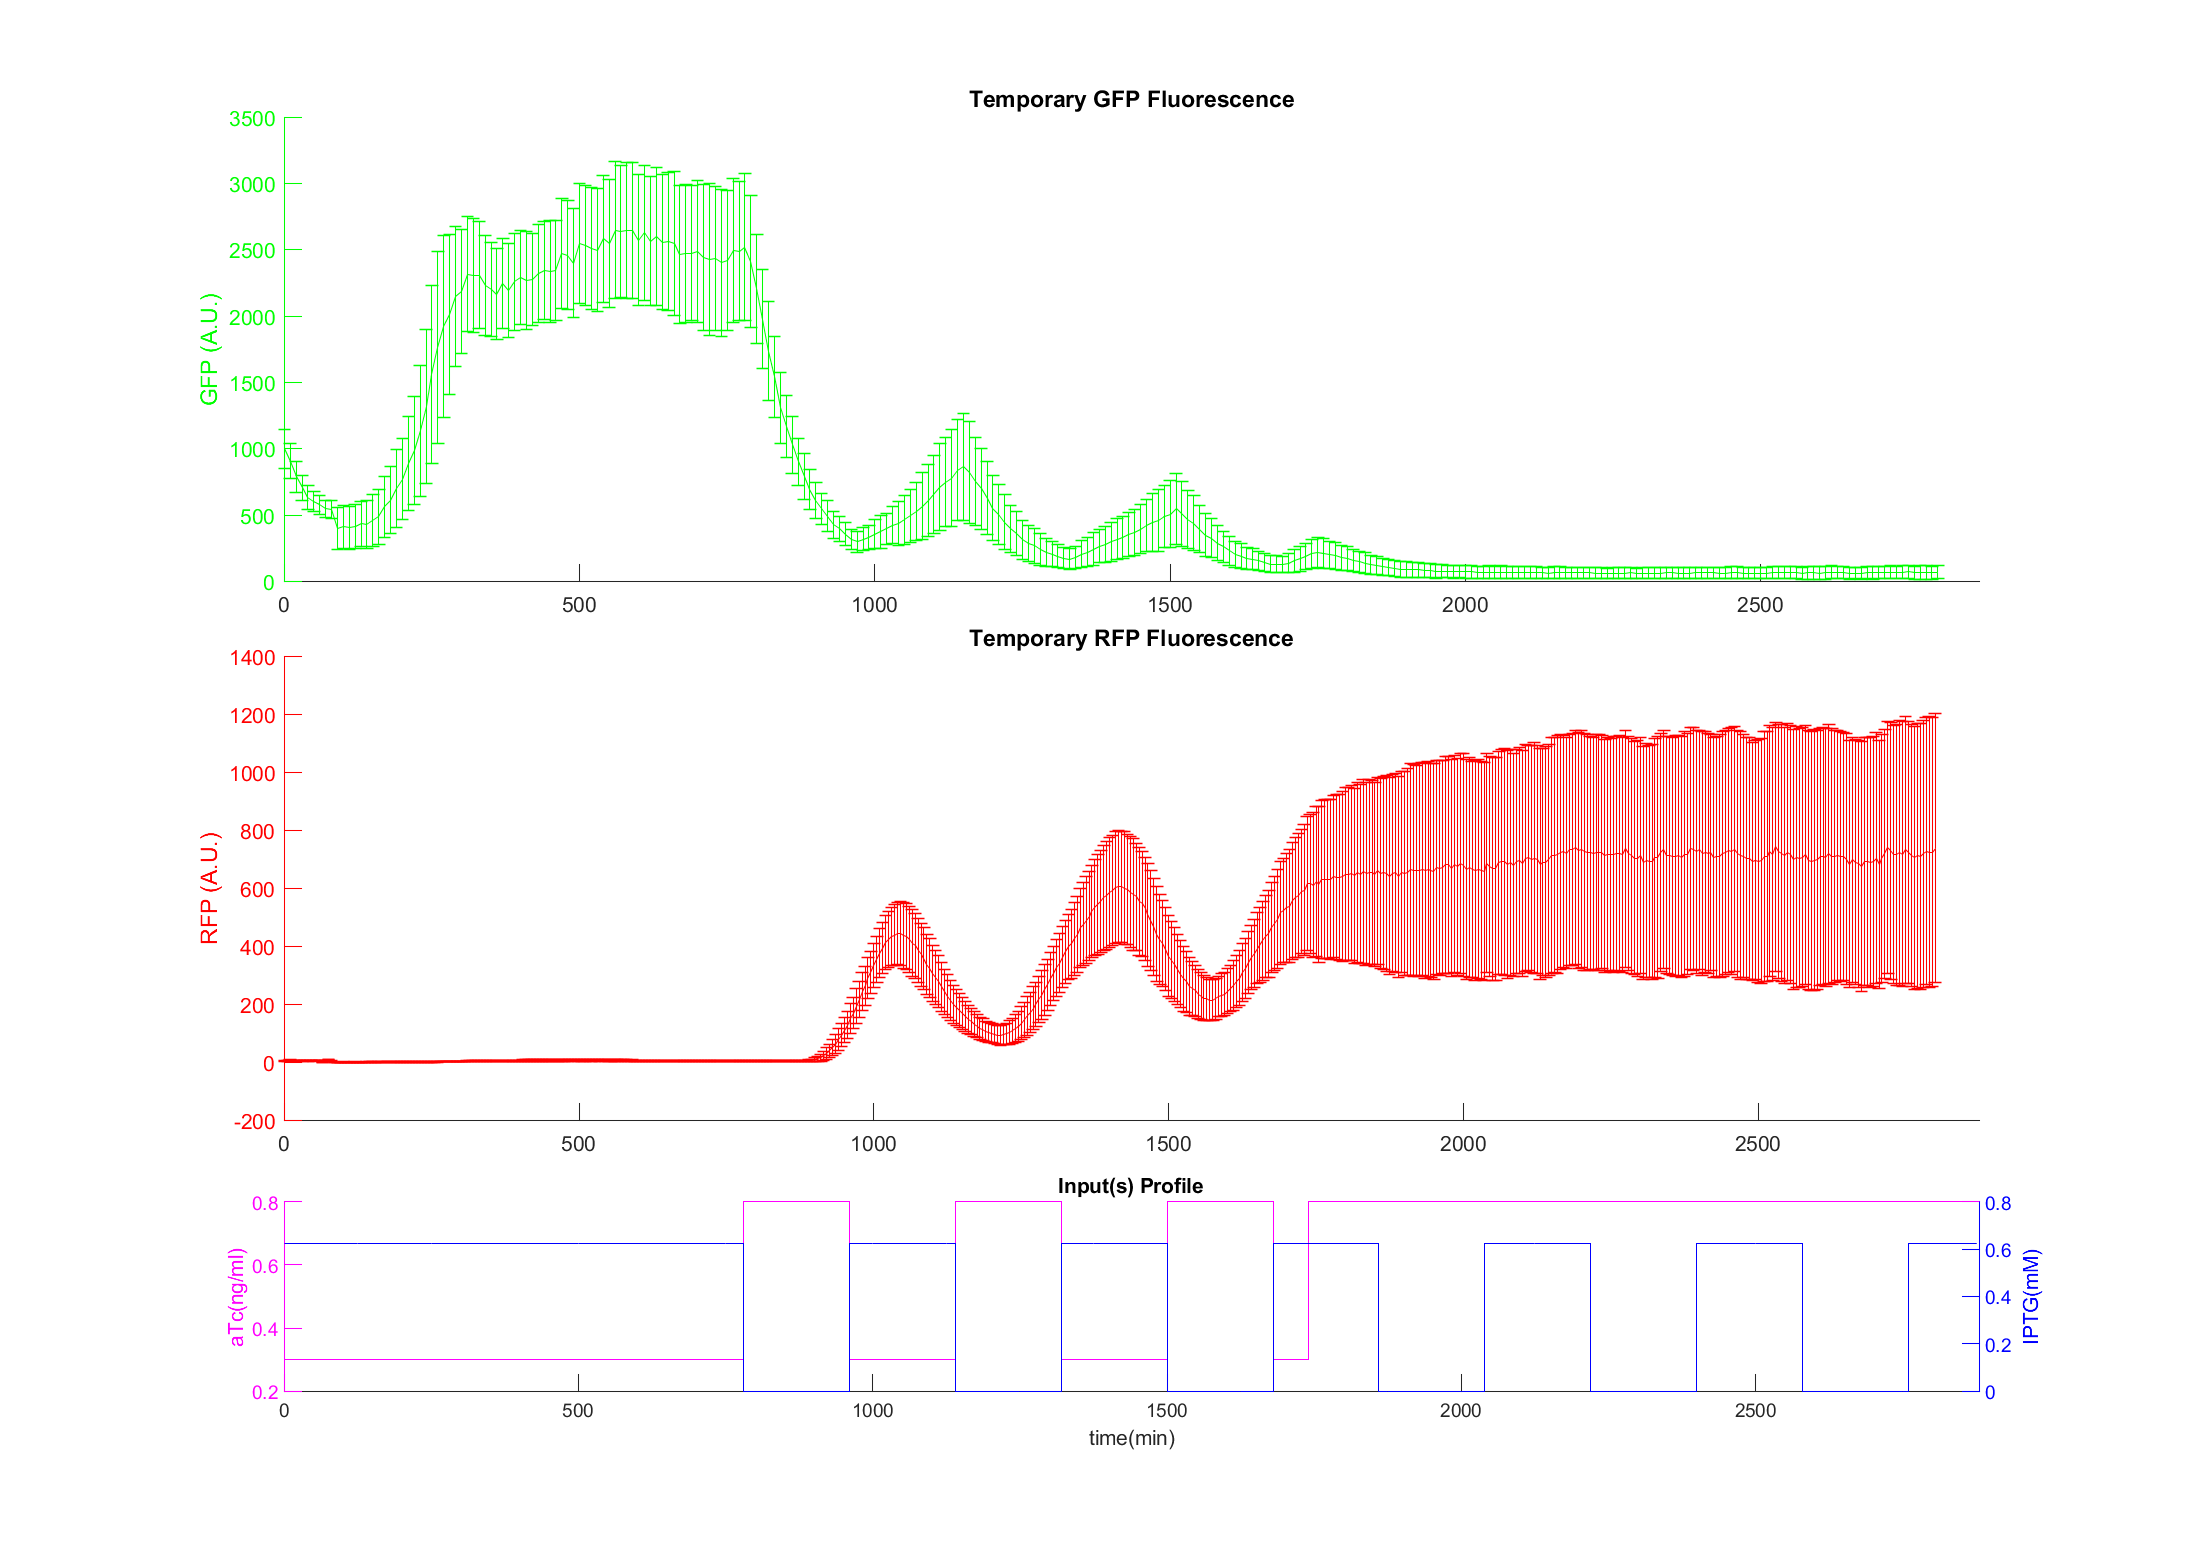 Temporary GFP Fluorescence
3500
3000
2500
2000
1500
1000
500
0
GFP (A.U.)
0 500 1000 1500 2000 2500
Temporary RFP Fluorescence
1400
1200
1000
800
600
400
200
0
-200
RFP (A.U.)
0 500 1000 1500 2000 2500
Input(s) Profile
0.8
0.6
0.4
0.2
aTc(ng/ml)
0.8
0.6
0.4
0.2
0
IPTG(mM)
0 500 1000 1500 2000 2500
time(min)